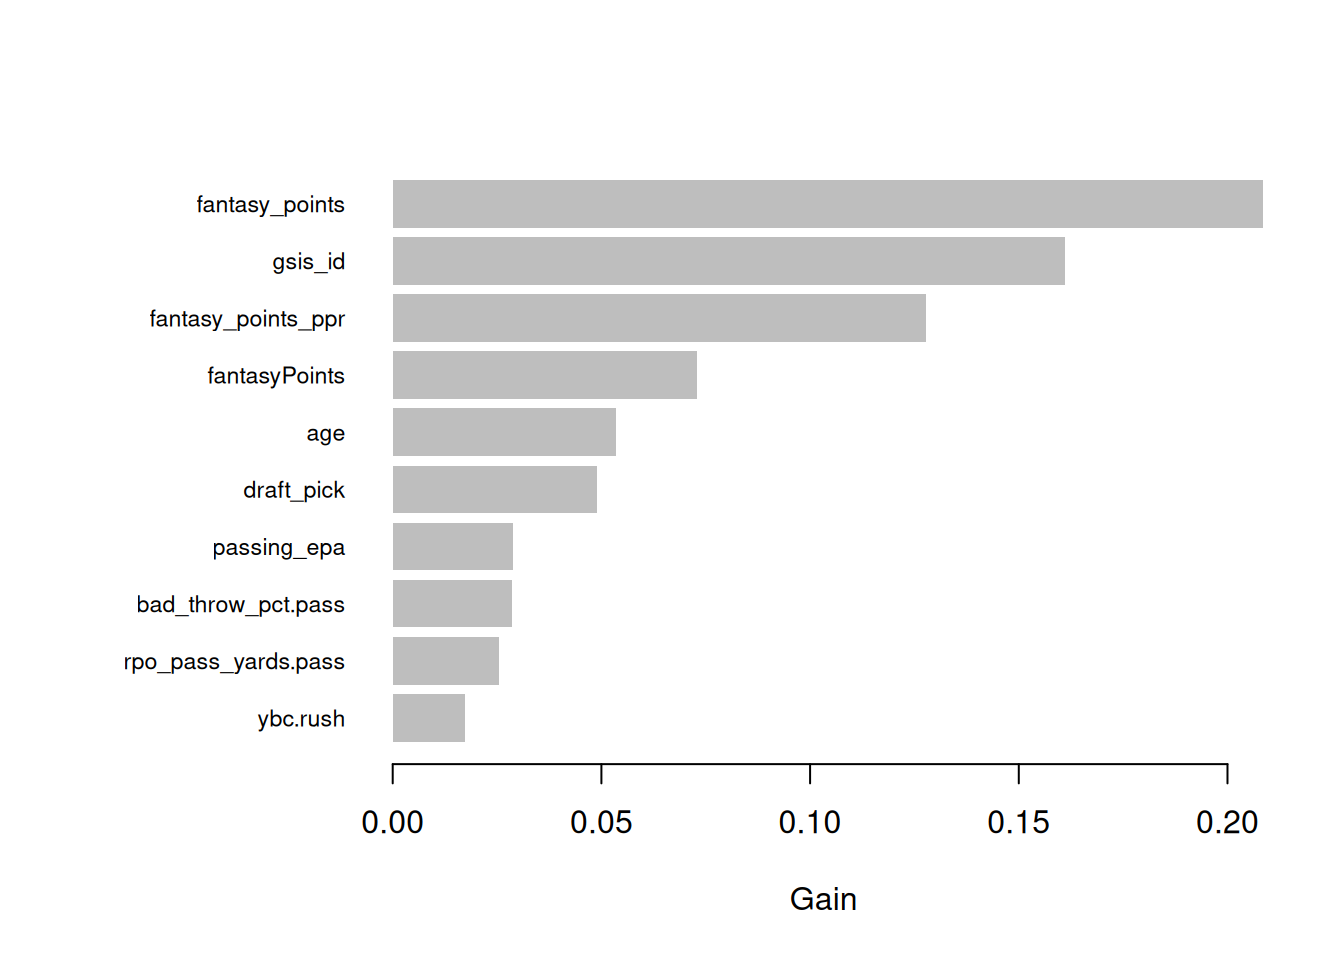 fantasy_points
gsis_id
fantasy_points_ppr
fantasyPoints
age
draft_pick
passing_epa
bad_throw_pct.pass
rpo_pass_yards.pass
ybc.rush
0.00 0.05 0.10 0.15 0.20
Gain